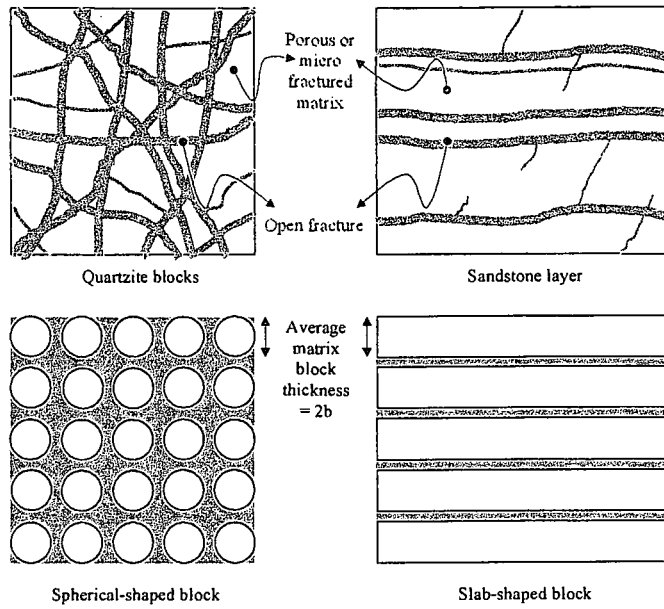 Porous or
micro
fractured
matrix
Open fracture
Quartzite blocks
Sandstone layer
Average
matrix
block
thickness
= 2b
Spherical-shaped block
Slab-shaped block